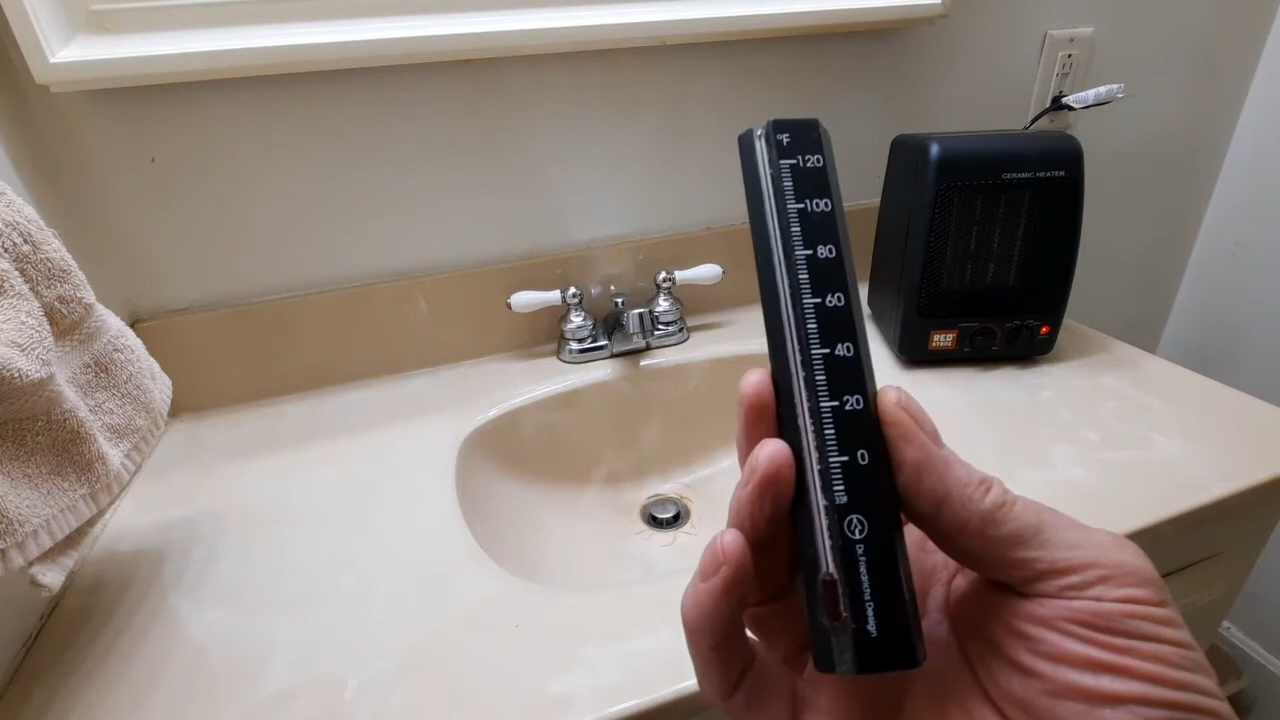 °F
120
100
80
60
40
20
0
Dr. Friedrichs Design
CERAMIC HEATER
RED
STONE